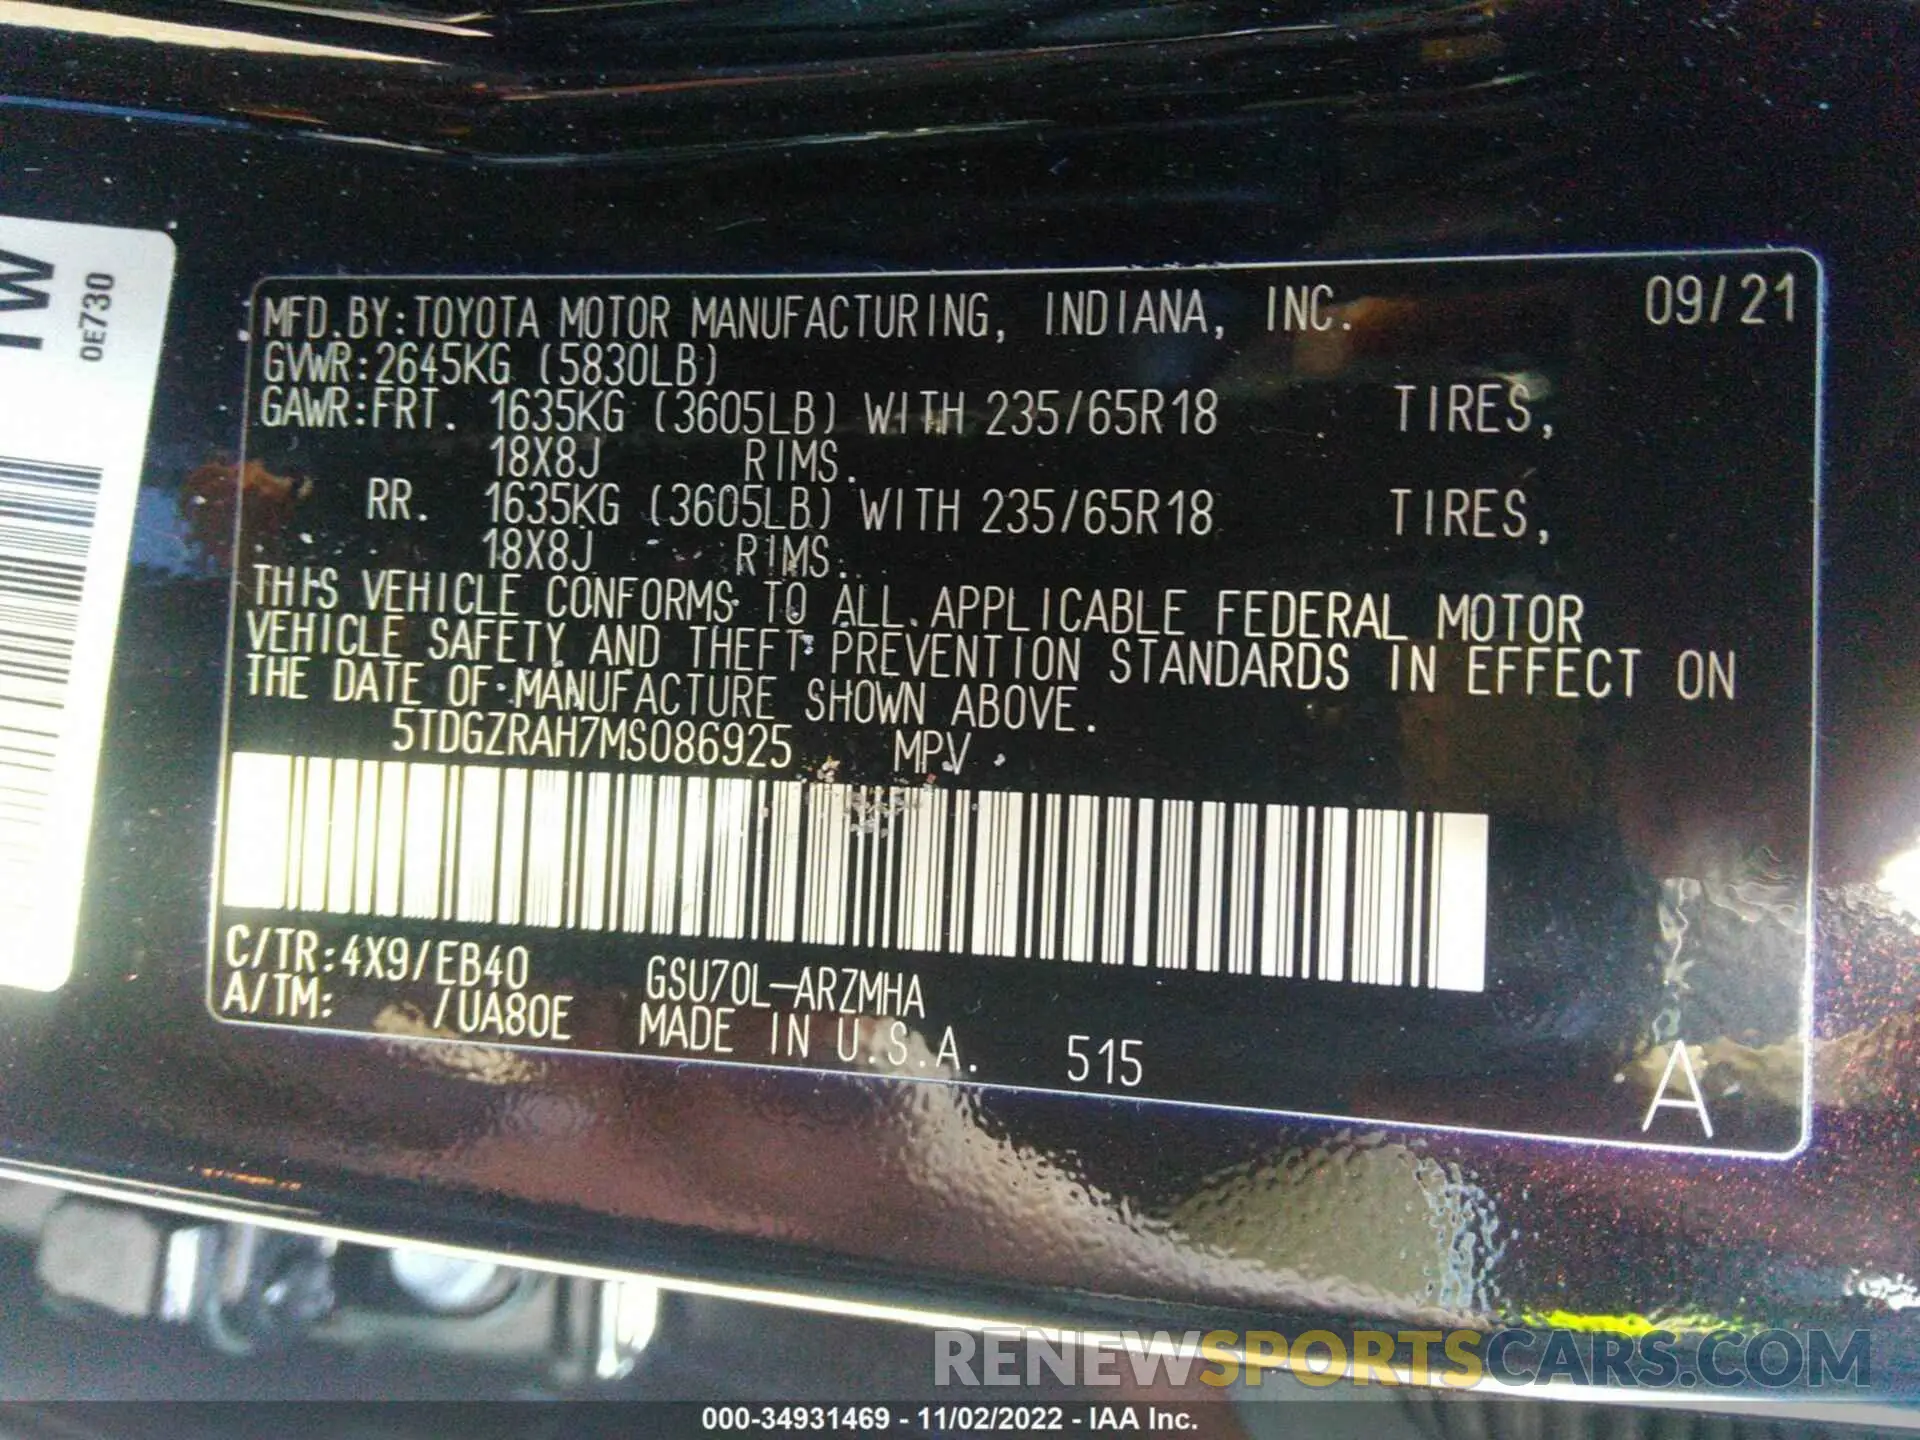 TW
0E730
MFD.BY:TOYOTA MOTOR MANUFACTURING, INDIANA, INC. 09/21
GVWR:2645KG (5830LB)
GAWR:FRT. 1635KG (3605LB) WITH 235/65R18 TIRES,
18X8J RIMS.
RR. 1635KG (3605LB) WITH 235/65R18 TIRES,
18X8J RIMS.
THIS VEHICLE CONFORMS TO ALL APPLICABLE FEDERAL MOTOR
VEHICLE SAFETY AND THEFT PREVENTION STANDARDS IN EFFECT ON
THE DATE OF MANUFACTURE SHOWN ABOVE.
5TDGZRAH7MS086925 MPV
C/TR:4X9/EB40 GSU70L-ARZMHA
A/TM: /UA80E MADE IN U.S.A. 515
A
RENEWSPORTSCARS.COM
000-34931469 - 11/02/2022 - IAA Inc.